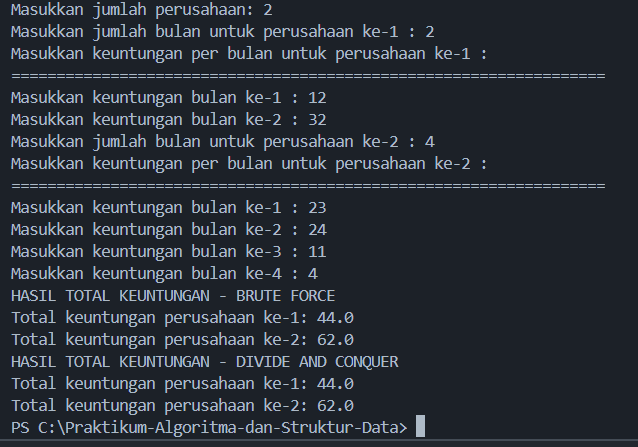 Masukkan jumlah perusahaan: 2
Masukkan jumlah bulan untuk perusahaan ke-1 : 2
Masukkan keuntungan per bulan untuk perusahaan ke-1 :
==================================================================
Masukkan keuntungan bulan ke-1 : 12
Masukkan keuntungan bulan ke-2 : 32
Masukkan jumlah bulan untuk perusahaan ke-2 : 4
Masukkan keuntungan per bulan untuk perusahaan ke-2 :
==================================================================
Masukkan keuntungan bulan ke-1 : 23
Masukkan keuntungan bulan ke-2 : 24
Masukkan keuntungan bulan ke-3 : 11
Masukkan keuntungan bulan ke-4 : 4
HASIL TOTAL KEUNTUNGAN - BRUTE FORCE
Total keuntungan perusahaan ke-1: 44.0
Total keuntungan perusahaan ke-2: 62.0
HASIL TOTAL KEUNTUNGAN - DIVIDE AND CONQUER
Total keuntungan perusahaan ke-1: 44.0
Total keuntungan perusahaan ke-2: 62.0
PS C:\Praktikum-Algoritma-dan-Struktur-Data>